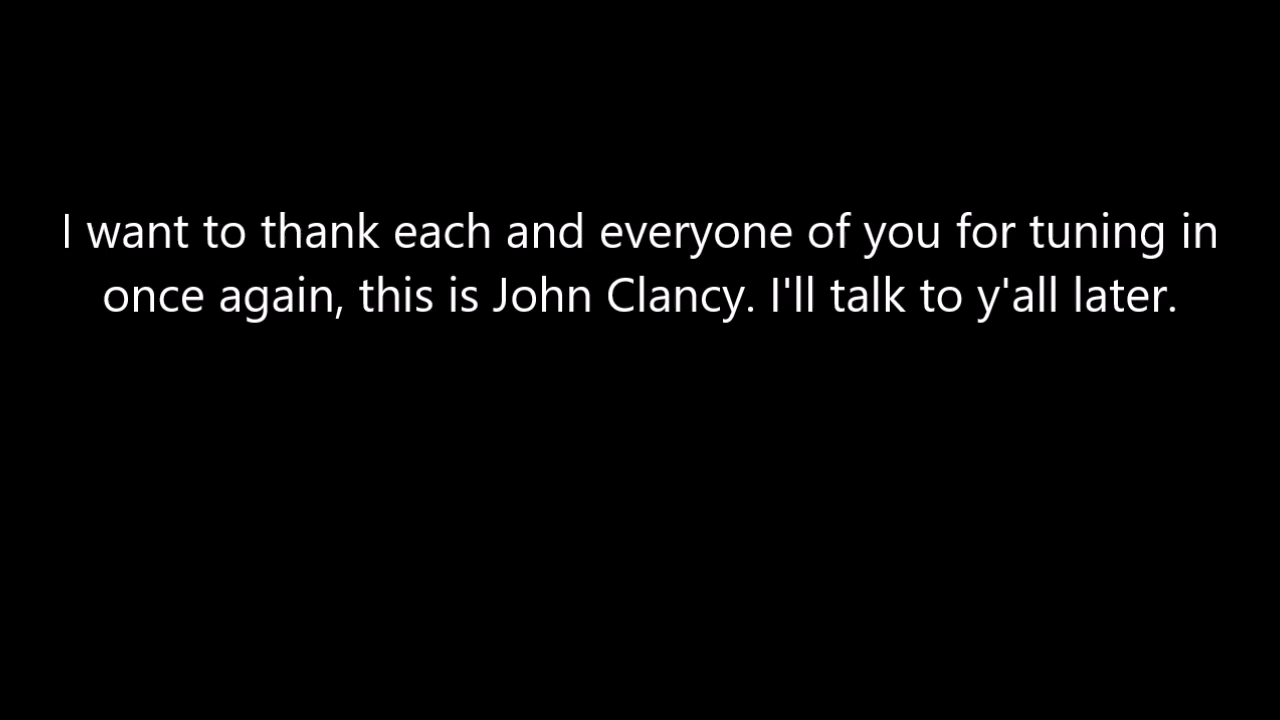 I want to thank each and everyone of you for tuning in
once again, this is John Clancy. I'll talk to y'all later.